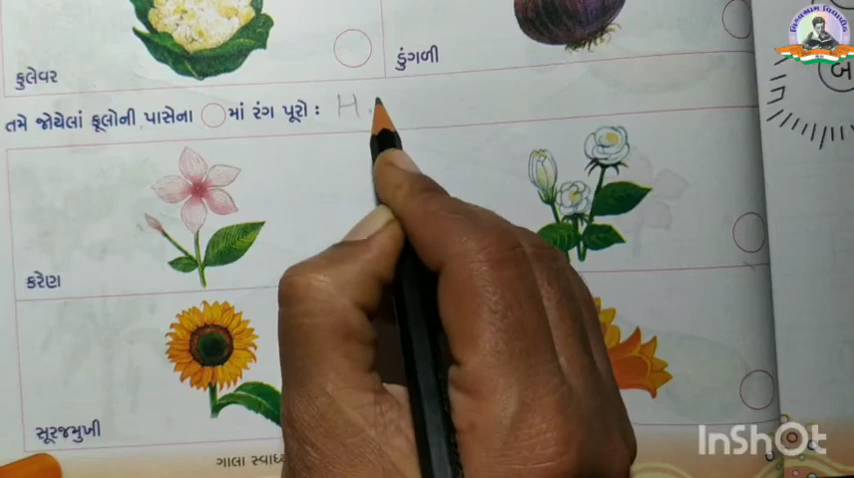 ફુલેવર
ડુંગળી
તમે જોયેલાં ફૂલોની પાસેના માં રંગ પૂરો : H.
કરેણ
સૂરજમુખી
ગાલા
InShOt